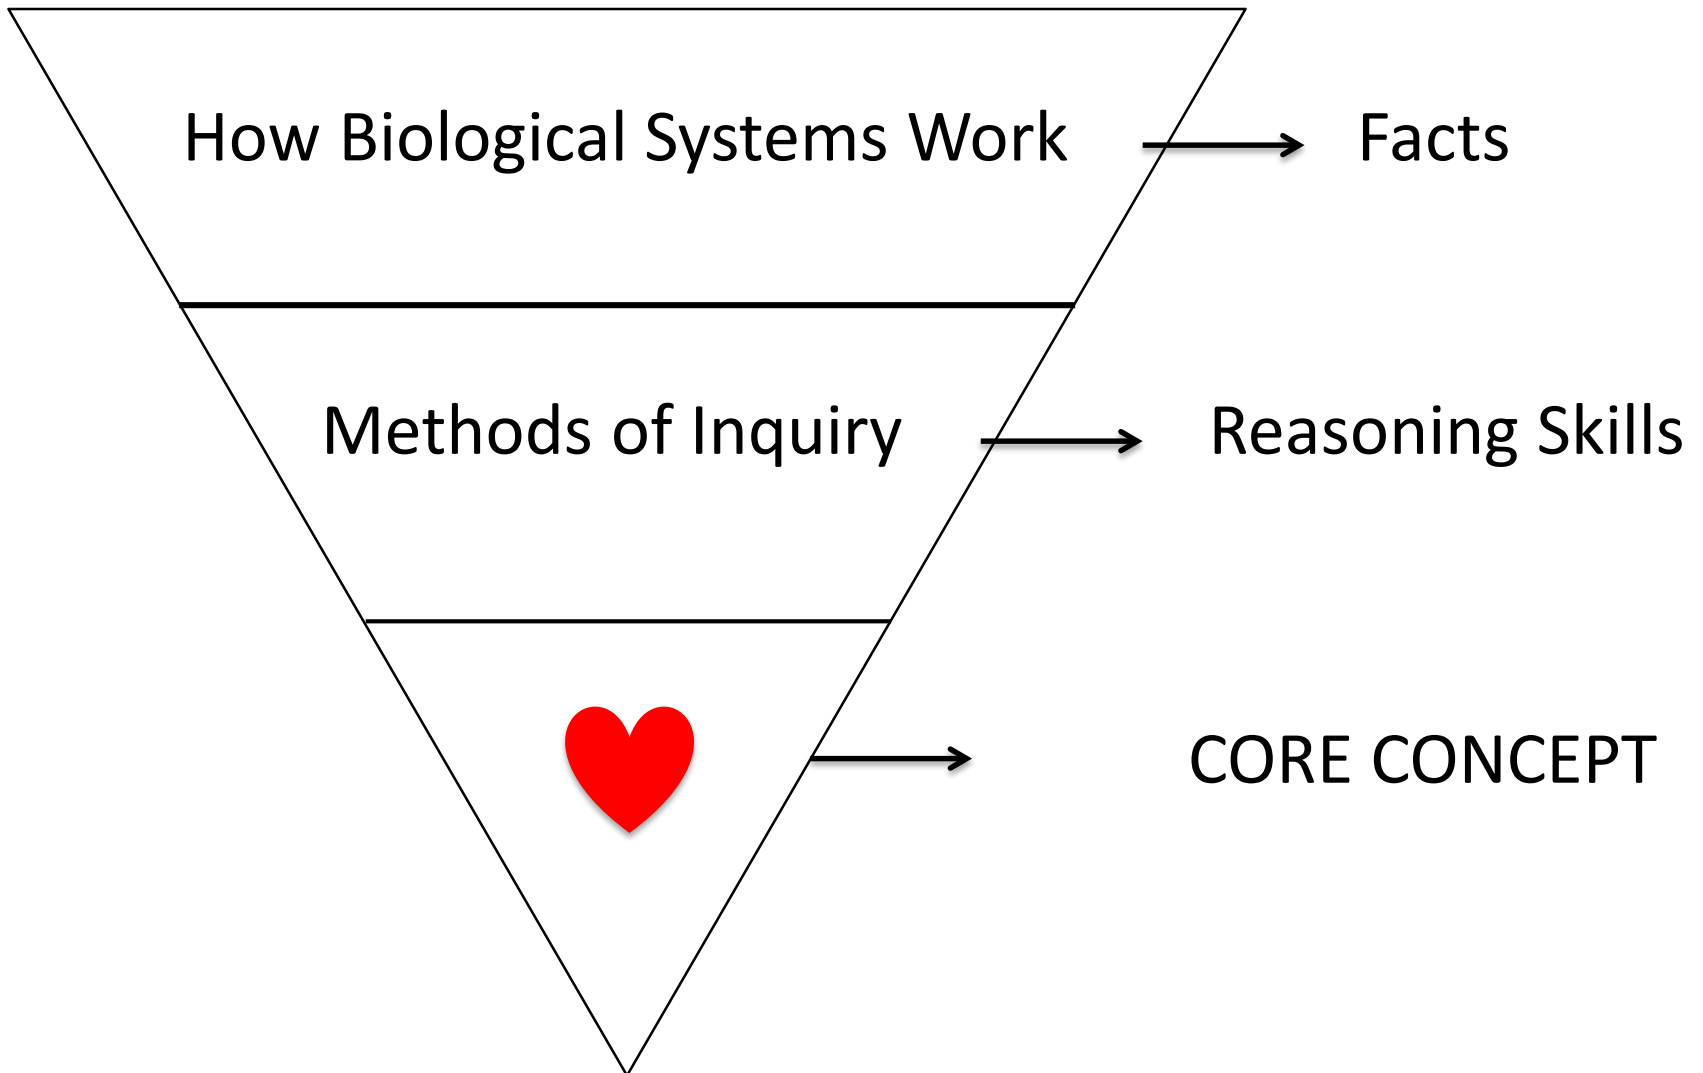 How Biological Systems Work
Facts
Methods of Inquiry
Reasoning Skills
CORE CONCEPT